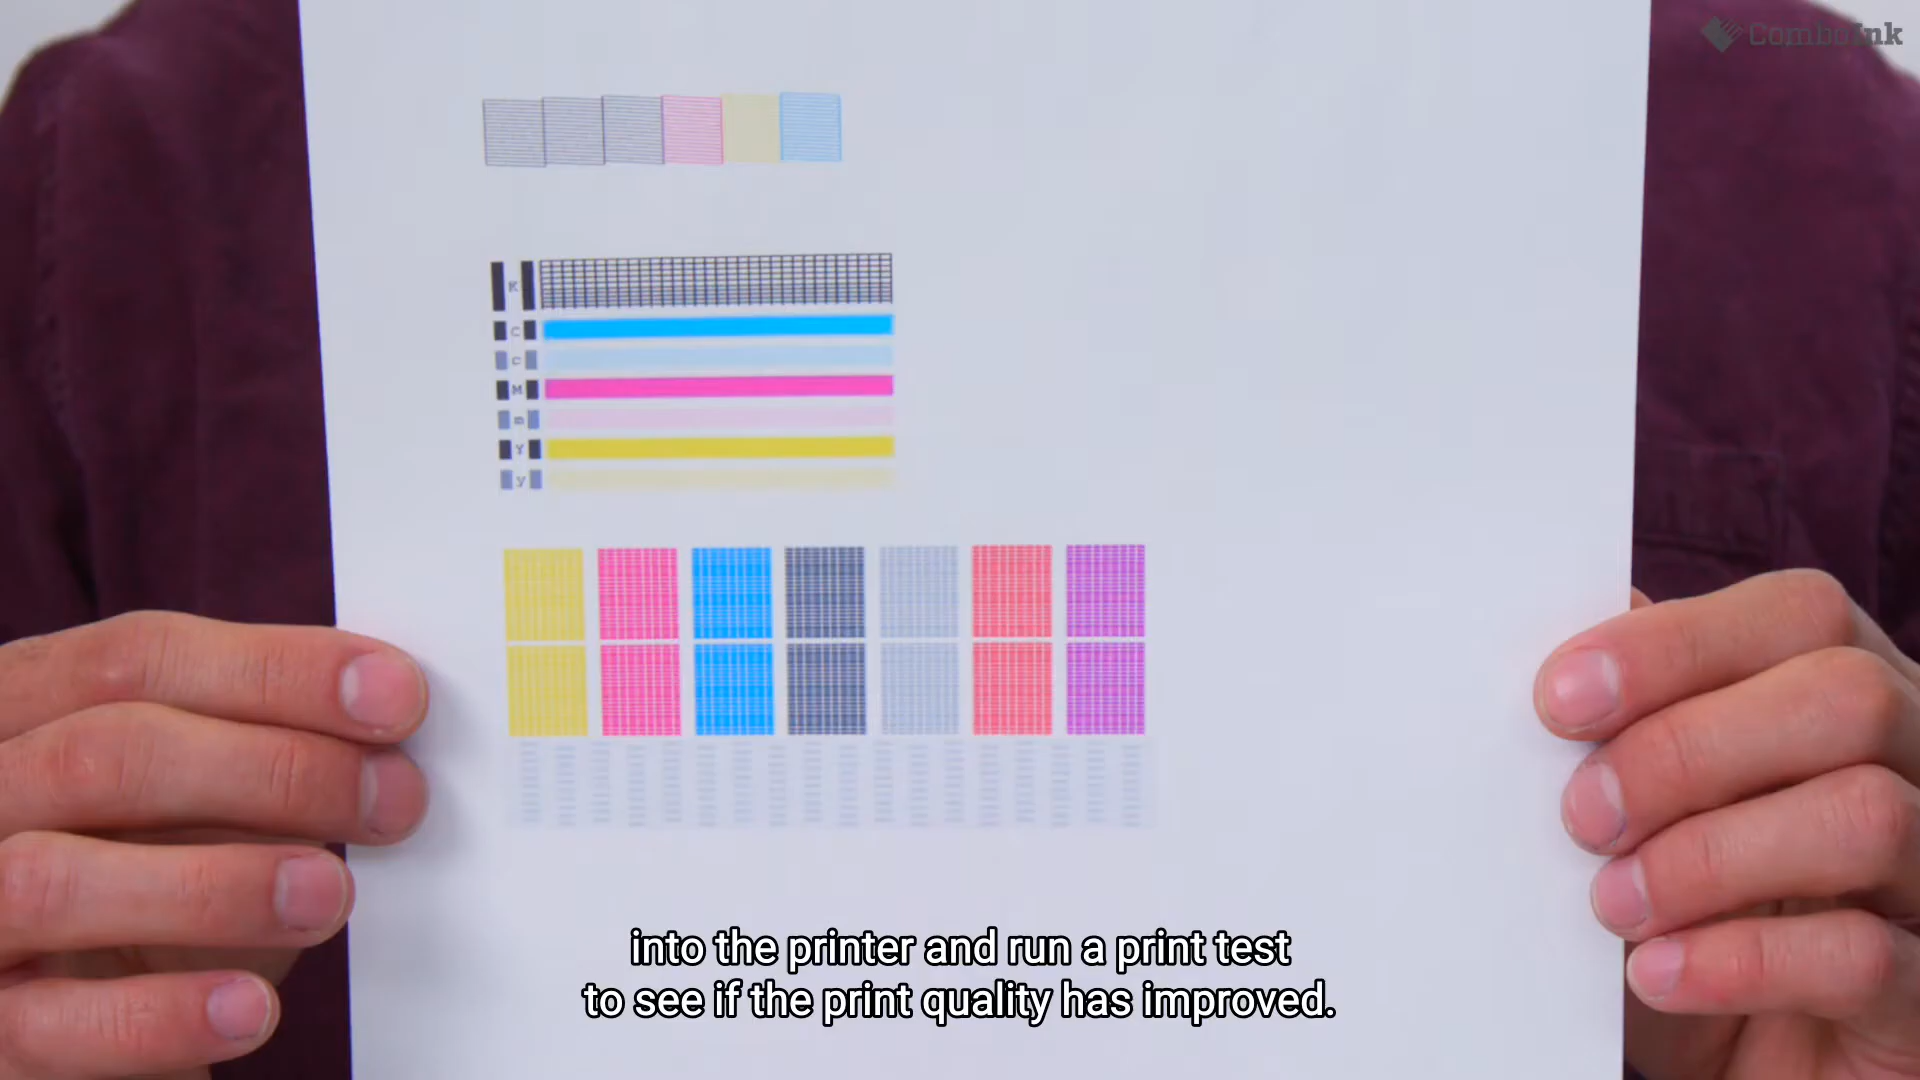 ComboInk
K
C
c
M
m
Y
y
into the printer and run a print test
to see if the print quality has improved.